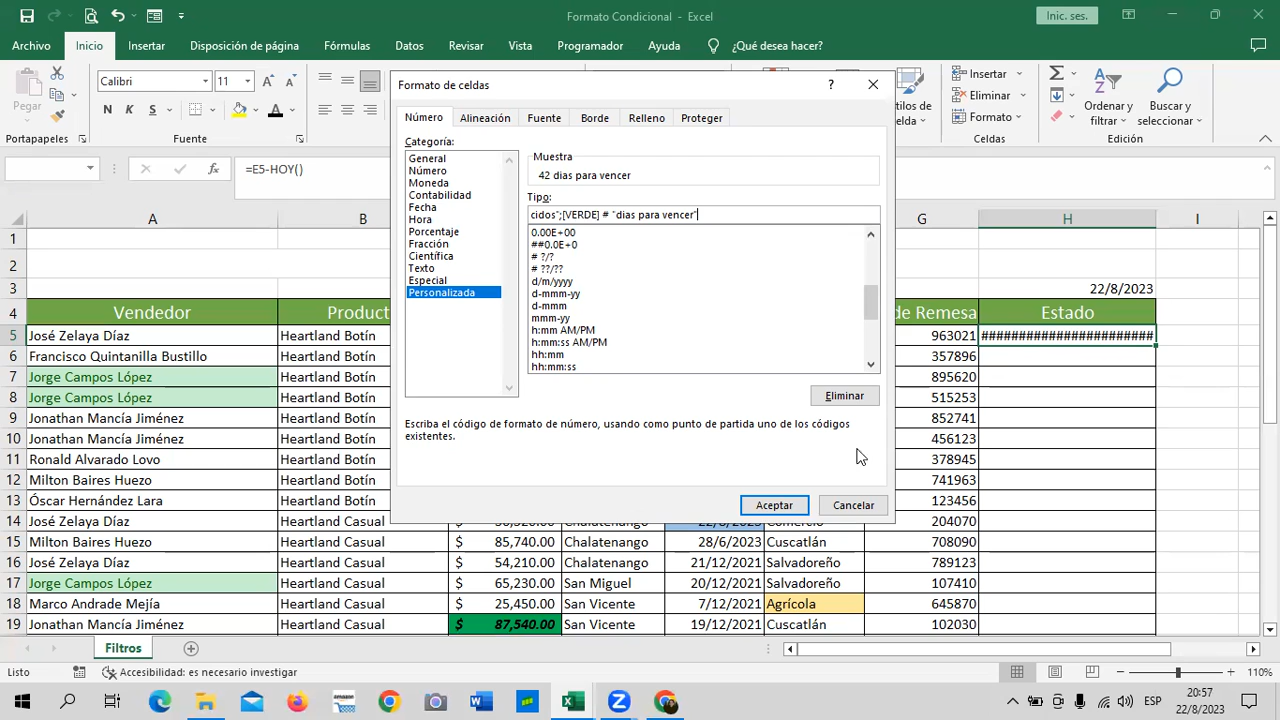 Formato Condicional - Excel
Inic. ses.
Archivo Inicio Insertar Disposición de página Fórmulas Datos Revisar Vista Programador Ayuda ¿Qué desea hacer?
Pegar
Calibri 11
N K S
Portapapeles
Fuente
Insertar
Eliminar
Formato
Celdas
Ordenar y filtrar
Buscar y seleccionar
=E5-HOY()
Formato de celdas
Número Alineación Fuente Borde Relleno Proteger
Categoría:
General
Número
Moneda
Contabilidad
Fecha
Hora
Porcentaje
Fracción
Científica
Texto
Especial
Personalizada
Muestra
42 dias para vencer
Tipo:
cidos";[VERDE] # "dias para vencer"
0.00E+00
##0.0E+0
# ?/?
# ??/??
d/m/yyyy
d-mmm-yy
d-mmm
mmm-yy
h:mm AM/PM
h:mm:ss AM/PM
hh:mm
hh:mm:ss
Eliminar
Escriba el código de formato de número, usando como punto de partida uno de los códigos
existentes.
Aceptar Cancelar
A G H I
1
2
3 22/8/2023
4 Vendedor Product de Remesa Estado
5 José Zelaya Díaz Heartland Botín 963021 ######################
6 Francisco Quintanilla Bustillo Heartland Botín 357896
7 Jorge Campos López Heartland Botín 895620
8 Jorge Campos López Heartland Botín 515253
9 Jonathan Mancía Jiménez Heartland Botín 852741
10 Jonathan Mancía Jiménez Heartland Botín 456123
11 Ronald Alvarado Lovo Heartland Botín 378945
12 Milton Baires Huezo Heartland Botín 741963
13 Óscar Hernández Lara Heartland Botín 123456
14 José Zelaya Díaz Heartland Casual $ Chalatenango 22/8/2023 Comercio 204070
15 Milton Baires Huezo Heartland Casual $ 85,740.00 Chalatenango 28/6/2023 Cuscatlán 708090
16 José Zelaya Díaz Heartland Casual $ 54,210.00 Chalatenango 21/12/2021 Salvadoreño 789123
17 Jorge Campos López Heartland Casual $ 65,230.00 San Miguel 20/12/2021 Salvadoreño 107410
18 Marco Andrade Mejía Heartland Casual $ 25,450.00 San Vicente 7/12/2021 Agrícola 645870
19 Jonathan Mancía Jiménez Heartland Casual $ 87,540.00 San Vicente 19/12/2021 Cuscatlán 102030
Filtros
Listo Accesibilidad: es necesario investigar 110%
ESP
20:57
22/8/2023